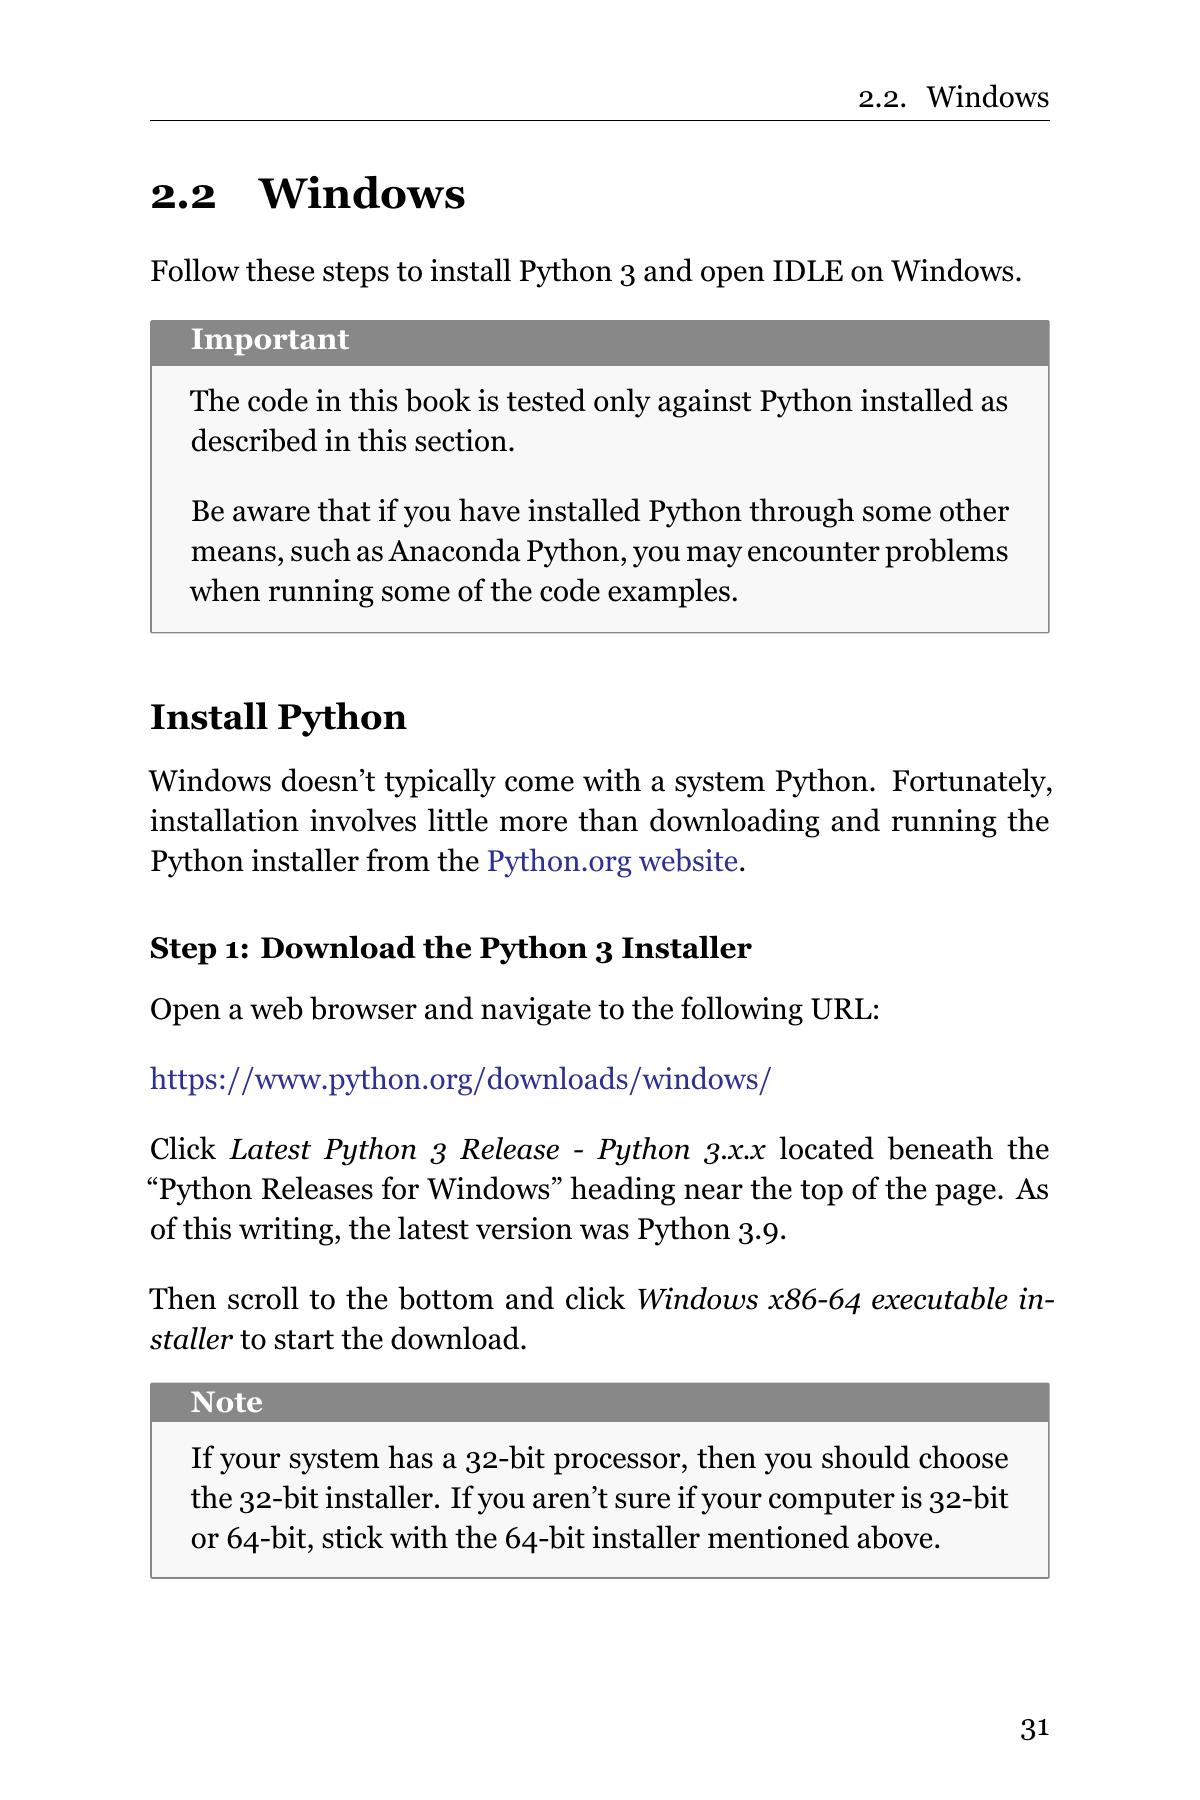 2.2. Windows
2.2 Windows
Follow these steps to install Python 3 and open IDLE on Windows.
Important
The code in this book is tested only against Python installed as
described in this section.
Be aware that if you have installed Python through some other
means, such as Anaconda Python, you may encounter problems
when running some of the code examples.
Install Python
Windows doesn’t typically come with a system Python. Fortunately,
installation involves little more than downloading and running the
Python installer from the Python.org website.
Step 1: Download the Python 3 Installer
Open a web browser and navigate to the following URL:
https://www.python.org/downloads/windows/
Click Latest Python 3 Release - Python 3.x.x located beneath the
“Python Releases for Windows” heading near the top of the page. As
of this writing, the latest version was Python 3.9.
Then scroll to the bottom and click Windows x86-64 executable in-
staller to start the download.
Note
If your system has a 32-bit processor, then you should choose
the 32-bit installer. If you aren’t sure if your computer is 32-bit
or 64-bit, stick with the 64-bit installer mentioned above.
31